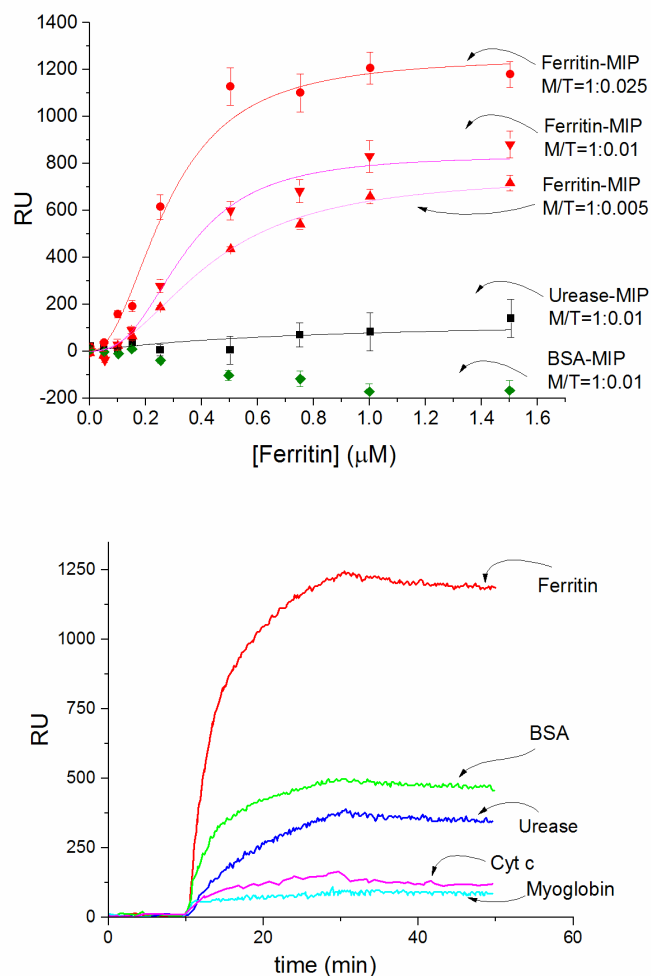 1400
1200
1000
800
600
400
200
0
-200
RU
Ferritin-MIP
M/T=1:0.025
Ferritin-MIP
M/T=1:0.01
Ferritin-MIP
M/T=1:0.005
Urease-MIP
M/T=1:0.01
BSA-MIP
M/T=1:0.01
0.0 0.2 0.4 0.6 0.8 1.0 1.2 1.4 1.6
[Ferritin] (μM)
1250
1000
750
500
250
0
RU
Ferritin
BSA
Urease
Cyt c
Myoglobin
0 20 40 60
time (min)